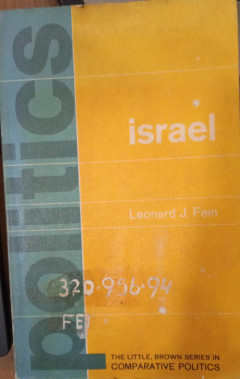 politics
israel
Leonard J. Fein
320.956.94
FEI
THE LITTLE, BROWN SERIES IN
COMPARATIVE POLITICS